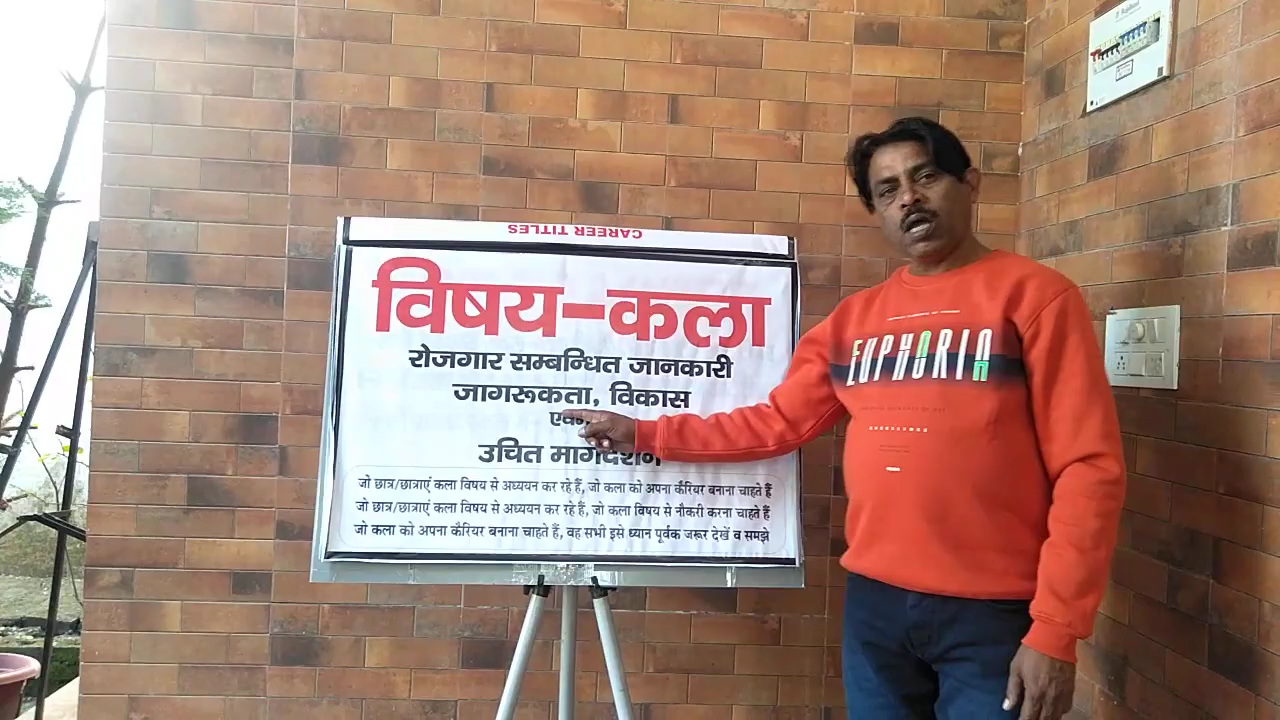 CAREER TITLES
विषय-कला
रोजगार सम्बन्धित जानकारी
जागरूकता, विकास
एवम
उचित मार्गदर्शन
जो छात्र/छात्राएं कला विषय से अध्ययन कर रहे हैं, जो कला को अपना कैरियर बनाना चाहते हैं
जो छात्र/छात्राएं कला विषय से अध्ययन कर रहे हैं, जो कला विषय से नौकरी करना चाहते हैं
जो कला को अपना कैरियर बनाना चाहते हैं, वह सभी इसे ध्यान पूर्वक जरूर देखें व समझे
EUPHORIA